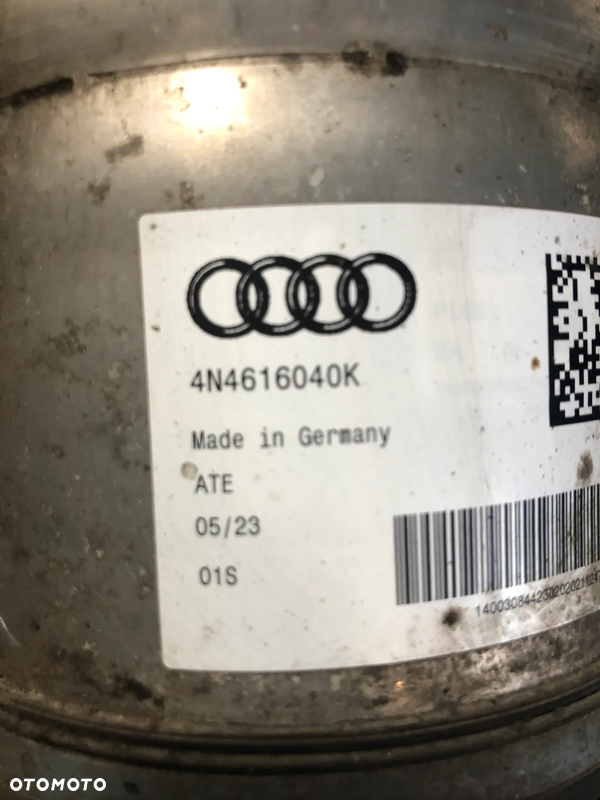 4N4616040K
Made in Germany
ATE
05/23
01S
OTOMOTO